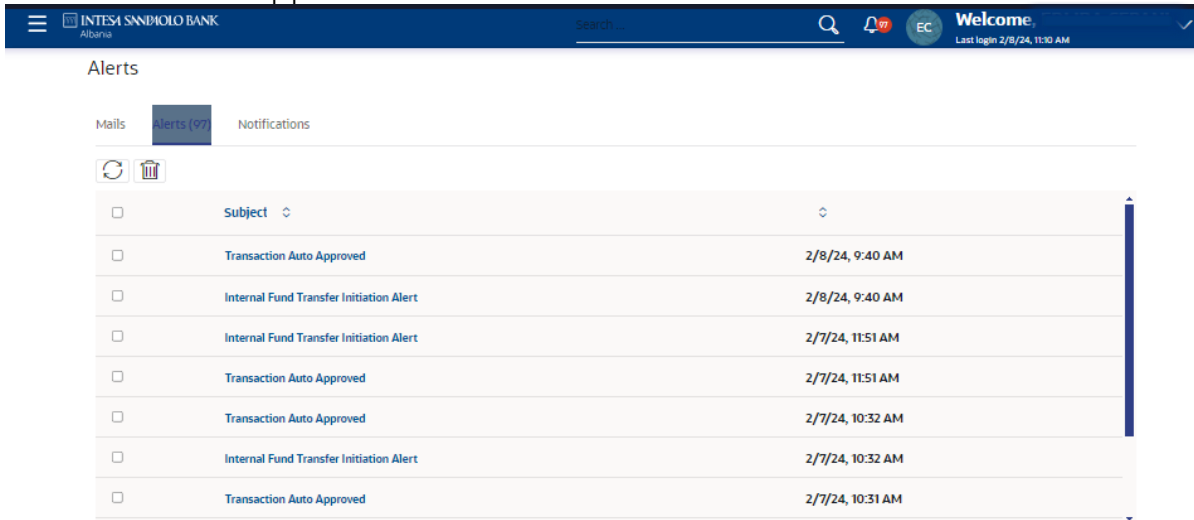 INTESA SANPAOLO BANK
Albania
Search ...
97
EC
Welcome,
Last login 2/8/24, 11:10 AM
Alerts
Mails Alerts (97) Notifications
Subject
Transaction Auto Approved 2/8/24, 9:40 AM
Internal Fund Transfer Initiation Alert 2/8/24, 9:40 AM
Internal Fund Transfer Initiation Alert 2/7/24, 11:51 AM
Transaction Auto Approved 2/7/24, 11:51 AM
Transaction Auto Approved 2/7/24, 10:32 AM
Internal Fund Transfer Initiation Alert 2/7/24, 10:32 AM
Transaction Auto Approved 2/7/24, 10:31 AM